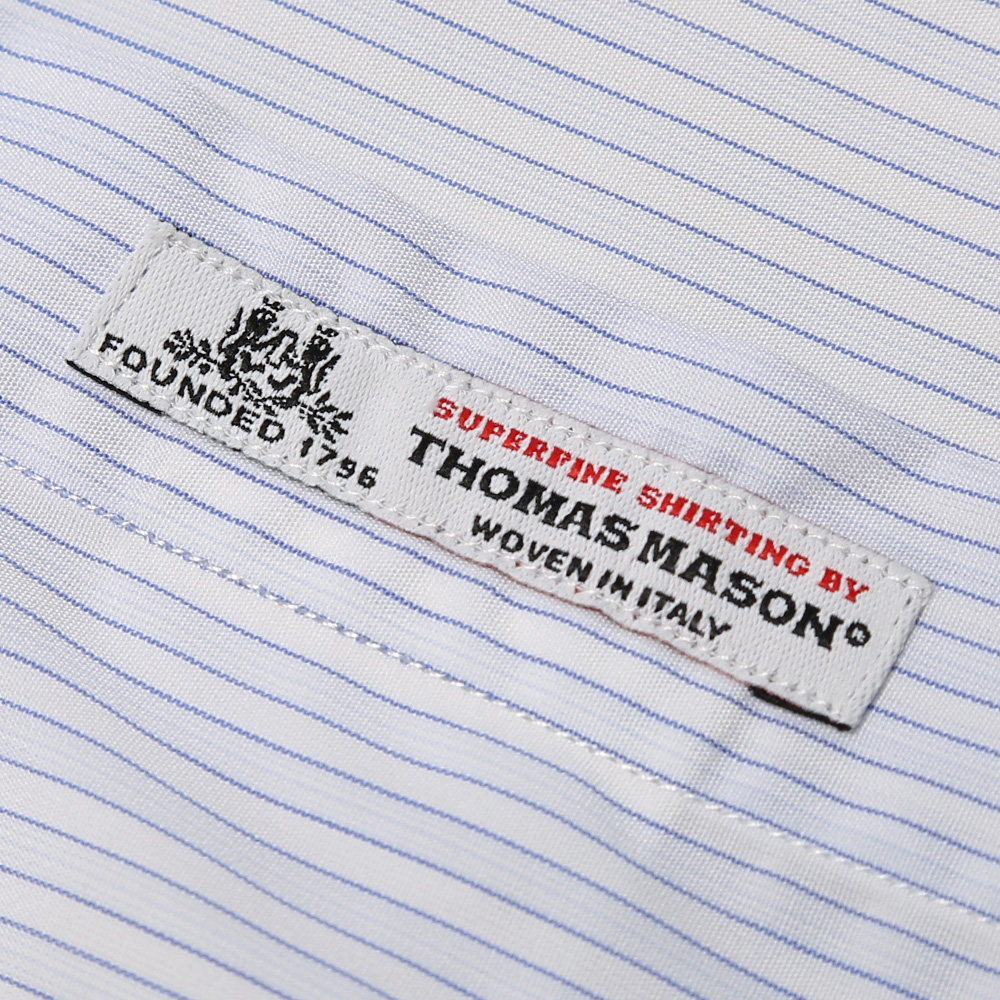 FOUNDED 1796
SUPERFINE SHIRTING BY
THOMAS MASON®
WOVEN IN ITALY